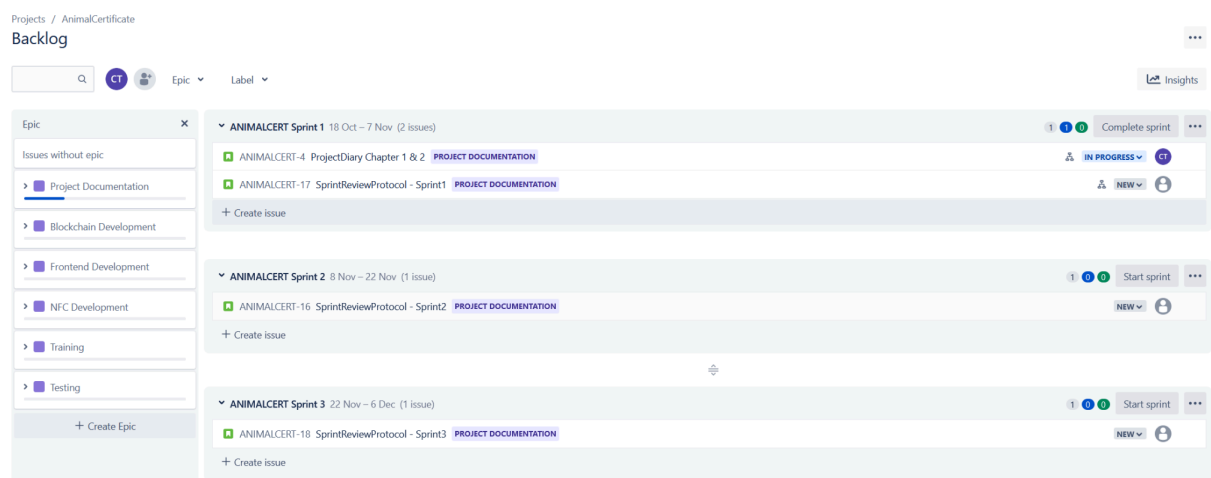 Projects / AnimalCertificate
Backlog
CT
Epic
Label
Insights
Epic
Issues without epic
Project Documentation
Blockchain Development
Frontend Development
NFC Development
Training
Testing
+ Create Epic
ANIMALCERT Sprint 1 18 Oct – 7 Nov (2 issues) 1 1 0 Complete sprint
ANIMALCERT-4 ProjectDiary Chapter 1 & 2 PROJECT DOCUMENTATION IN PROGRESS CT
ANIMALCERT-17 SprintReviewProtocol - Sprint1 PROJECT DOCUMENTATION NEW
+ Create issue
ANIMALCERT Sprint 2 8 Nov – 22 Nov (1 issue) 1 0 0 Start sprint
ANIMALCERT-16 SprintReviewProtocol - Sprint2 PROJECT DOCUMENTATION NEW
+ Create issue
ANIMALCERT Sprint 3 22 Nov – 6 Dec (1 issue) 1 0 0 Start sprint
ANIMALCERT-18 SprintReviewProtocol - Sprint3 PROJECT DOCUMENTATION NEW
+ Create issue